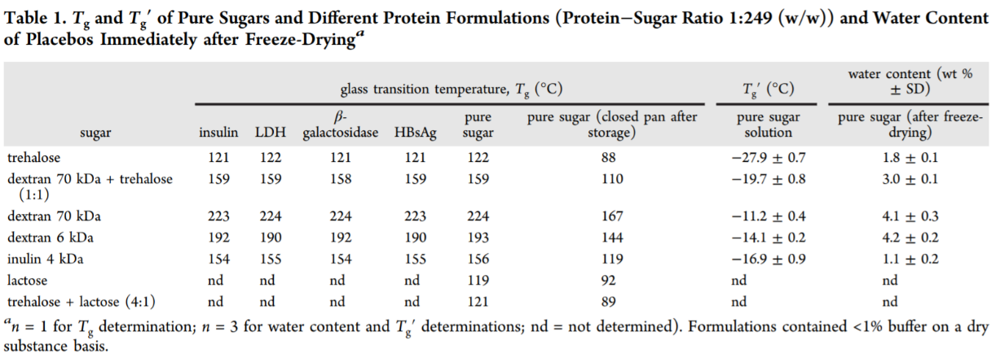 Table 1. Tg and Tg′ of Pure Sugars and Different Protein Formulations (Protein−Sugar Ratio 1:249 (w/w)) and Water Content
of Placebos Immediately after Freeze-Dryingᵃ
glass transition temperature, Tg (°C) Tg′ (°C) water content (wt % ± SD)
sugar insulin LDH β-galactosidase HBsAg pure sugar pure sugar (closed pan after storage) pure sugar solution pure sugar (after freeze-drying)
trehalose 121 122 121 121 122 88 −27.9 ± 0.7 1.8 ± 0.1
dextran 70 kDa + trehalose (1:1) 159 159 158 159 159 110 −19.7 ± 0.8 3.0 ± 0.1
dextran 70 kDa 223 224 224 223 224 167 −11.2 ± 0.4 4.1 ± 0.3
dextran 6 kDa 192 190 192 190 193 144 −14.1 ± 0.2 4.2 ± 0.2
inulin 4 kDa 154 155 154 155 156 119 −16.9 ± 0.9 1.1 ± 0.2
lactose nd nd nd nd 119 92 nd nd
trehalose + lactose (4:1) nd nd nd nd 121 89 nd nd
ᵃn = 1 for Tg determination; n = 3 for water content and Tg′ determinations; nd = not determined). Formulations contained <1% buffer on a dry
substance basis.